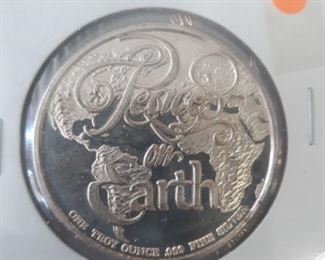 Peace
on
Earth
ONE TROY OUNCE .999 FINE SILVER